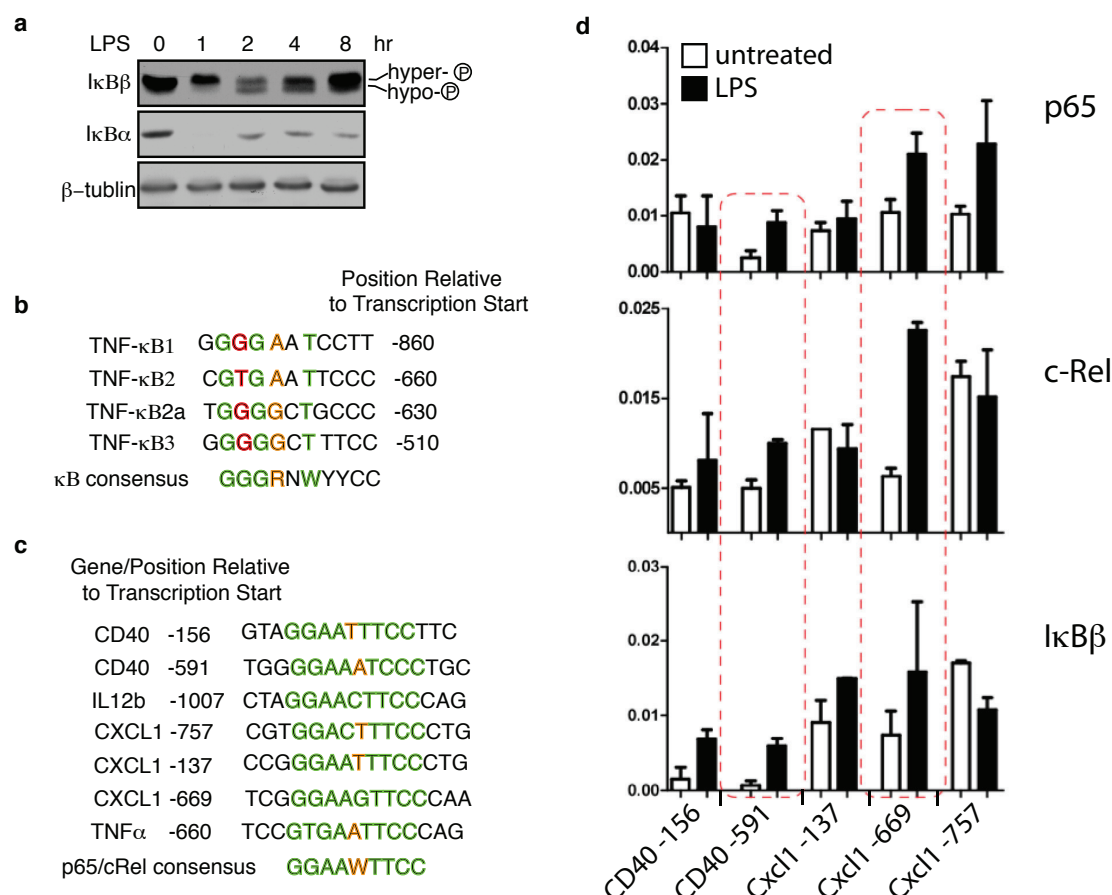 a
LPS 0 1 2 4 8 hr
IκBβ
hyper-Ⓟ
hypo-Ⓟ
IκBα
β-tublin
b
Position Relative
to Transcription Start
TNF-κB1 GGGGAATCCTT -860
TNF-κB2 CGTGAATTCCC -660
TNF-κB2a TGGGGCTGCCC -630
TNF-κB3 GGGGGCTTTCC -510
κB consensus GGGRNWYYCC
c
Gene/Position Relative
to Transcription Start
CD40 -156 GTAGGAATTTCCTTC
CD40 -591 TGGGGAAAATCCCTGC
IL12b -1007 CTAGGAACTTCCCAG
CXCL1 -757 CGTGGACTTTCCCTG
CXCL1 -137 CCGGGAATTTCCCTG
CXCL1 -669 TCGGGAAGTTCCCAA
TNFα -660 TCCGTGAATTCCCAG
p65/cRel consensus GGAAWTTCC
d
untreated
LPS
p65
0.04
0.03
0.02
0.01
0.00
c-Rel
0.025
0.015
0.005
IκBβ
0.03
0.02
0.01
0.00
CD40 -156
CD40 -591
Cxcl1 -137
Cxcl1 -669
Cxcl1 -757